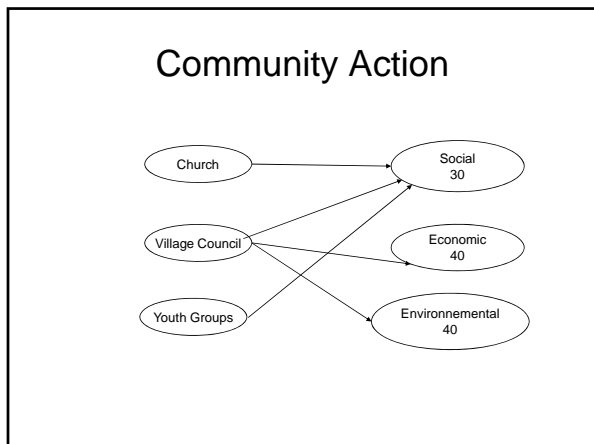 Community Action
Church
Social
30
Village Council
Economic
40
Youth Groups
Environnemental
40